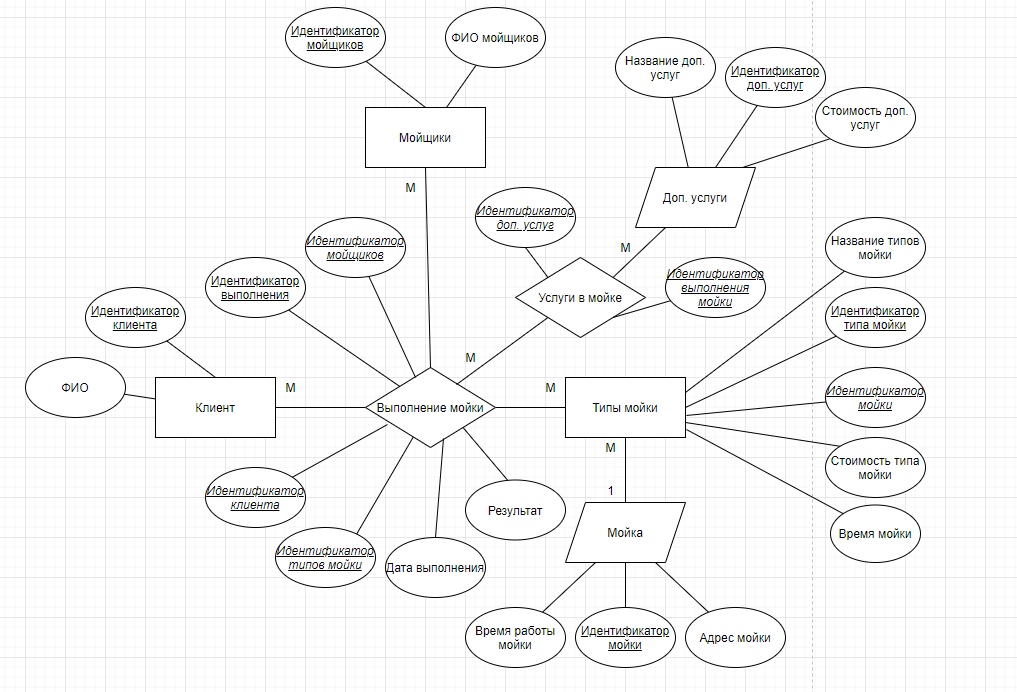 Идентификатор
мойщиков
ФИО мойщиков
Название доп.
услуг
Идентификатор
доп. услуг
Стоимость доп.
услуг
Мойщики
М
Доп. услуги
Идентификатор
доп. услуг
Идентификатор
мойщиков
М
Название типов
мойки
Идентификатор
выполнения
Услуги в мойке
Идентификатор
выполнения
мойки
Идентификатор
клиента
Идентификатор
типа мойки
ФИО
Клиент
М
Выполнение мойки
М
М
Типы мойки
Идентификатор
мойки
М
Стоимость типа
мойки
Идентификатор
клиента
1
Результат
Мойка
Время мойки
Идентификатор
типов мойки
Дата выполнения
Время работы
мойки
Идентификатор
мойки
Адрес мойки